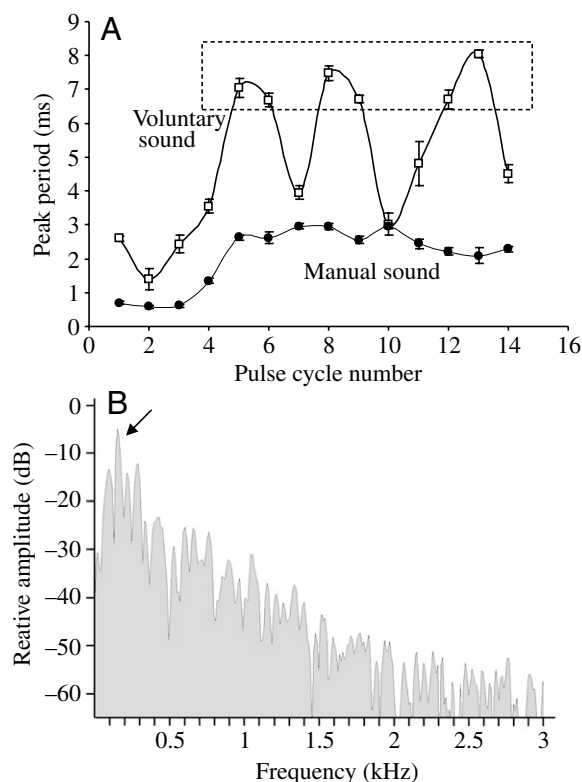 A
9
8
7
6
5
4
3
2
1
0
Peak period (ms)
Voluntary
sound
Manual sound
0 2 4 6 8 10 12 14 16
Pulse cycle number
B
0
–10
–20
–30
–40
–50
–60
Reative amplitude (dB)
0.5 1 1.5 2 2.5 3
Frequency (kHz)